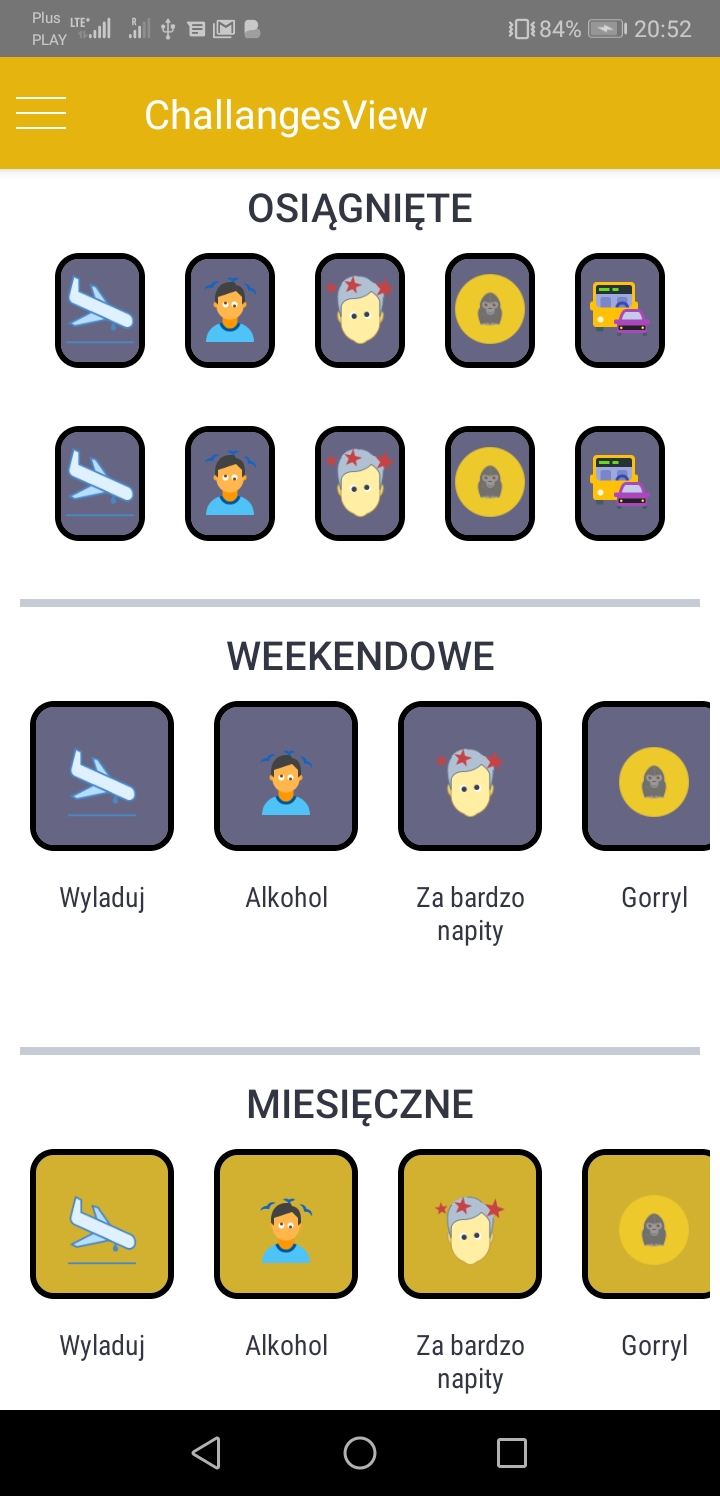 Plus
PLAY
LTE+
R
84%
20:52
ChallangesView
OSIĄGNIĘTE
WEEKENDOWE
Wyladuj
Alkohol
Za bardzo
napity
Gorryl
MIESIĘCZNE
Wyladuj
Alkohol
Za bardzo
napity
Gorryl